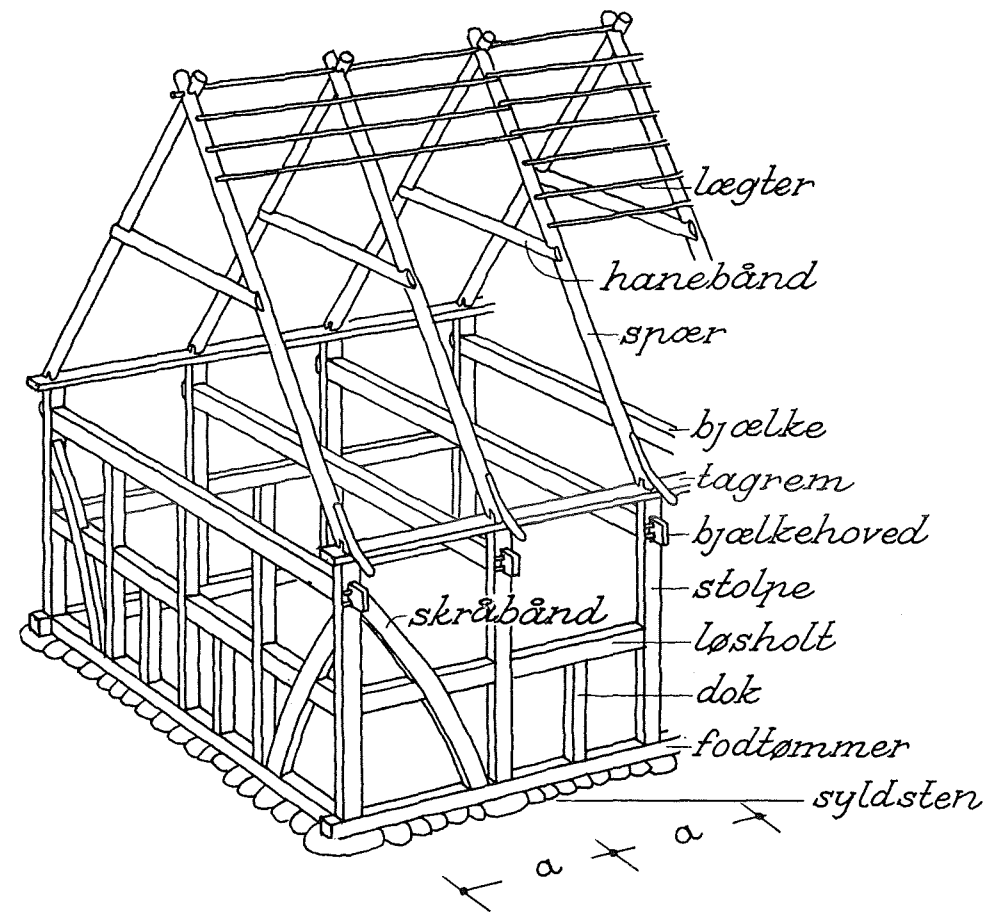 lægter
hanebånd
spær
bjælke
tagrem
bjælkehoved
stolpe
skråbånd
løsholt
dok
fodtømmer
syldsten
a
a